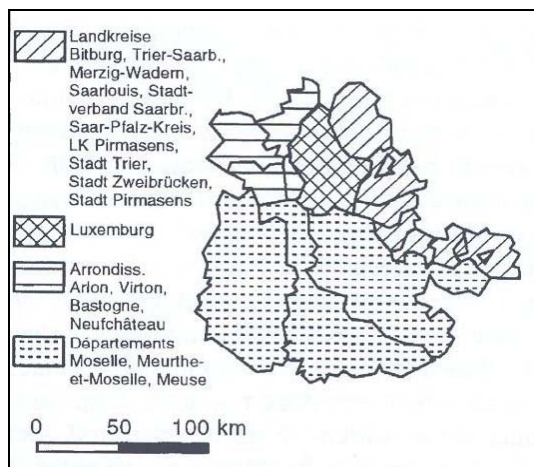 Landkreise
Bitburg, Trier-Saarb.,
Merzig-Wadern,
Saarlouis, Stadt-
verband Saarbr.,
Saar-Pfalz-Kreis,
LK Pirmasens,
Stadt Trier,
Stadt Zweibrücken,
Stadt Pirmasens
Luxemburg
Arrondiss.
Arlon, Virton,
Bastogne,
Neufchâteau
Départements
Moselle, Meurthe-
et-Moselle, Meuse
0 50 100 km